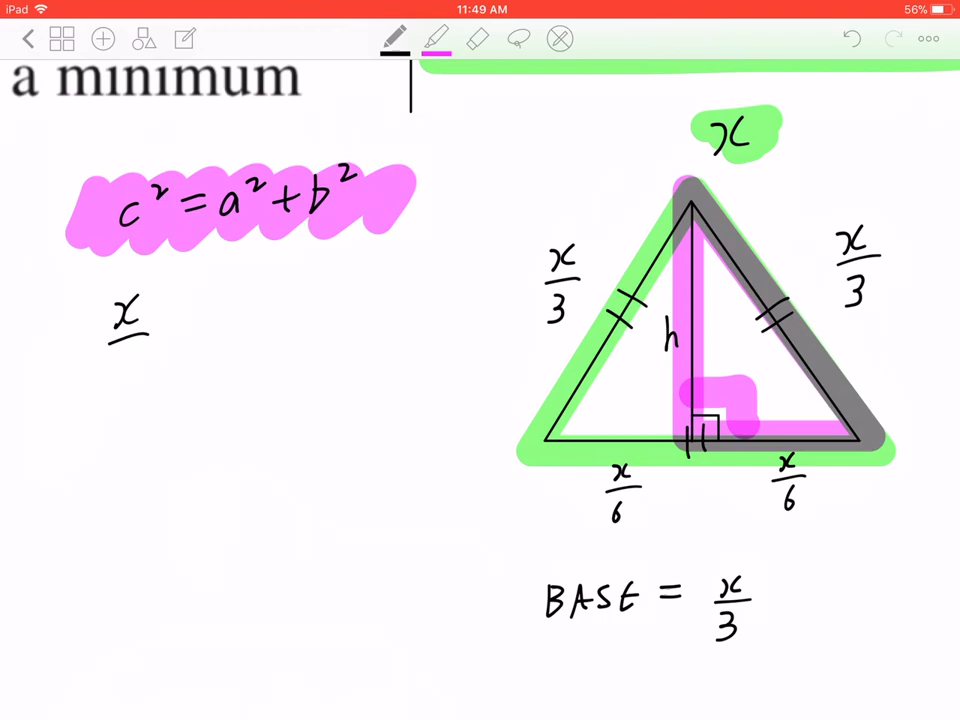 iPad 11:49 AM 56%
a minimum
x
c² = a² + b²
x/3
x/3
x
h
x/6
x/6
BASE = x/3